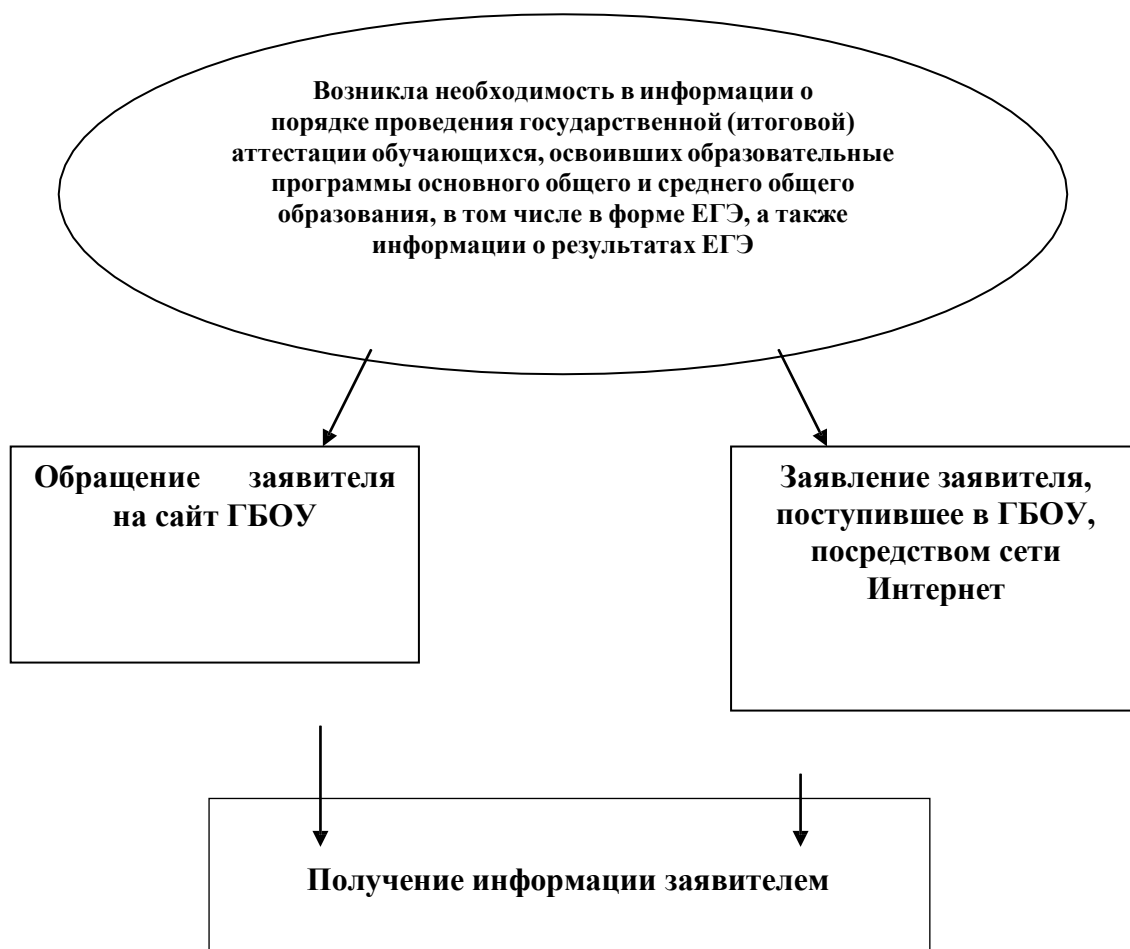 Возникла необходимость в информации о
порядке проведения государственной (итоговой)
аттестации обучающихся, освоивших образовательные
программы основного общего и среднего общего
образования, в том числе в форме ЕГЭ, а также
информации о результатах ЕГЭ
Обращение заявителя
на сайт ГБОУ
Заявление заявителя,
поступившее в ГБОУ,
посредством сети
Интернет
Получение информации заявителем